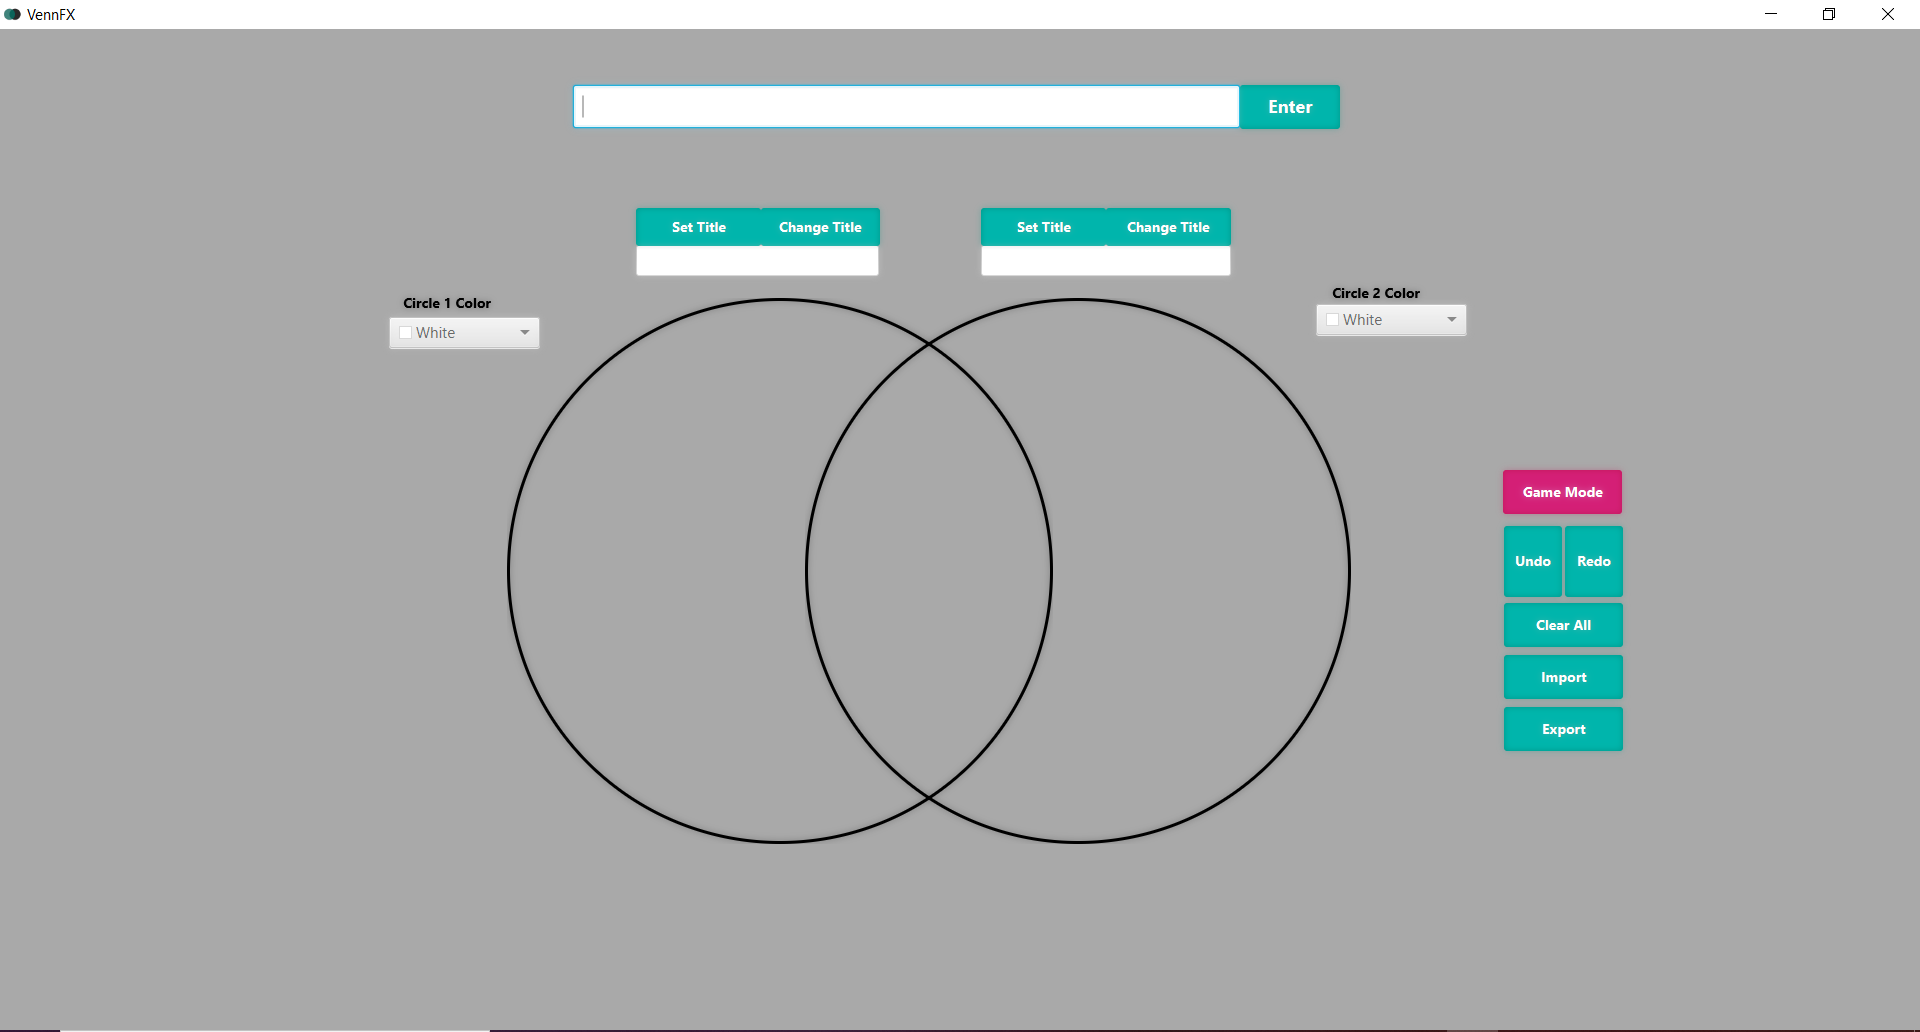 VennFX
Enter
Set Title Change Title Set Title Change Title
Circle 1 Color
White
Circle 2 Color
White
Game Mode
Undo Redo
Clear All
Import
Export